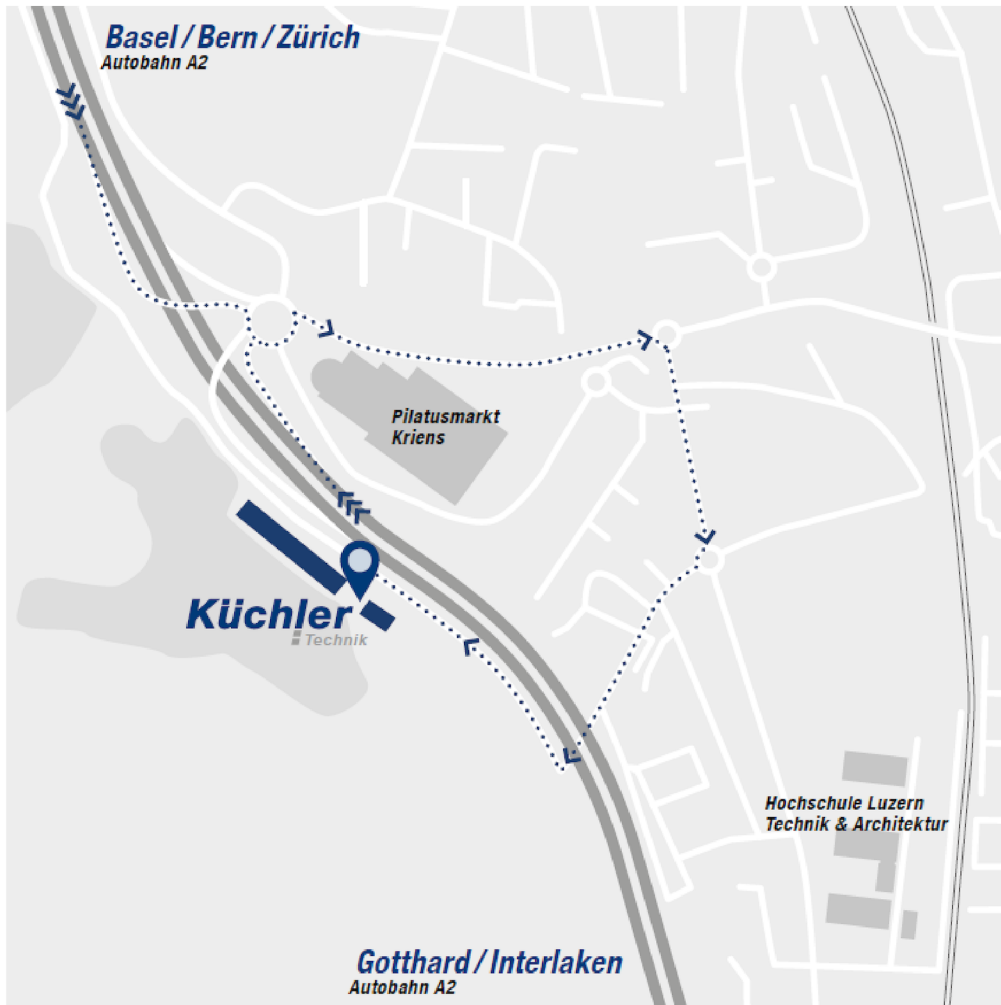 Basel / Bern / Zürich
Autobahn A2
Pilatusmarkt
Kriens
Küchler
Technik
Hochschule Luzern
Technik & Architektur
Gotthard / Interlaken
Autobahn A2